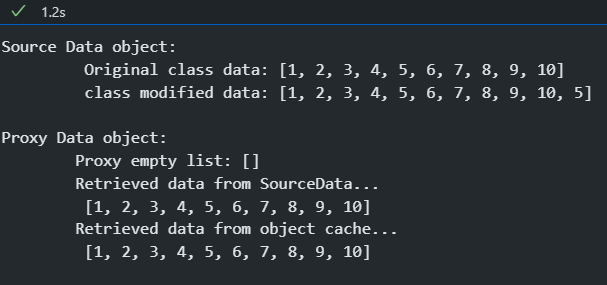 1.2s
Source Data object:
Original class data: [1, 2, 3, 4, 5, 6, 7, 8, 9, 10]
class modified data: [1, 2, 3, 4, 5, 6, 7, 8, 9, 10, 5]
Proxy Data object:
Proxy empty list: []
Retrieved data from SourceData...
[1, 2, 3, 4, 5, 6, 7, 8, 9, 10]
Retrieved data from object cache...
[1, 2, 3, 4, 5, 6, 7, 8, 9, 10]